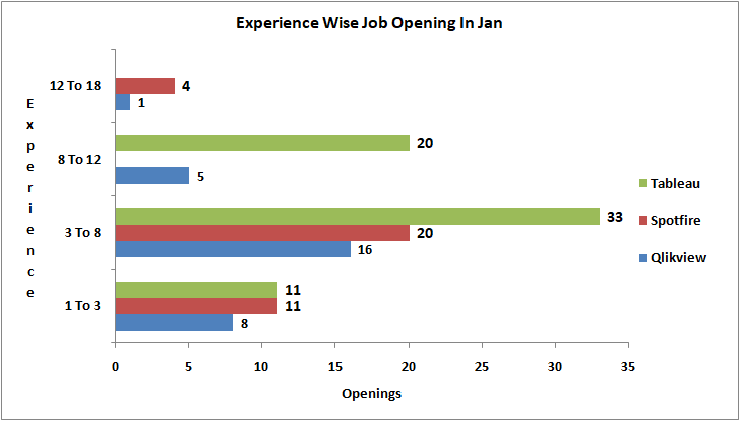 Experience Wise Job Opening In Jan
Experience
12 To 18
4
1
8 To 12
20
5
3 To 8
33
20
16
1 To 3
11
11
8
0 5 10 15 20 25 30 35
Openings
Tableau
Spotfire
Qlikview